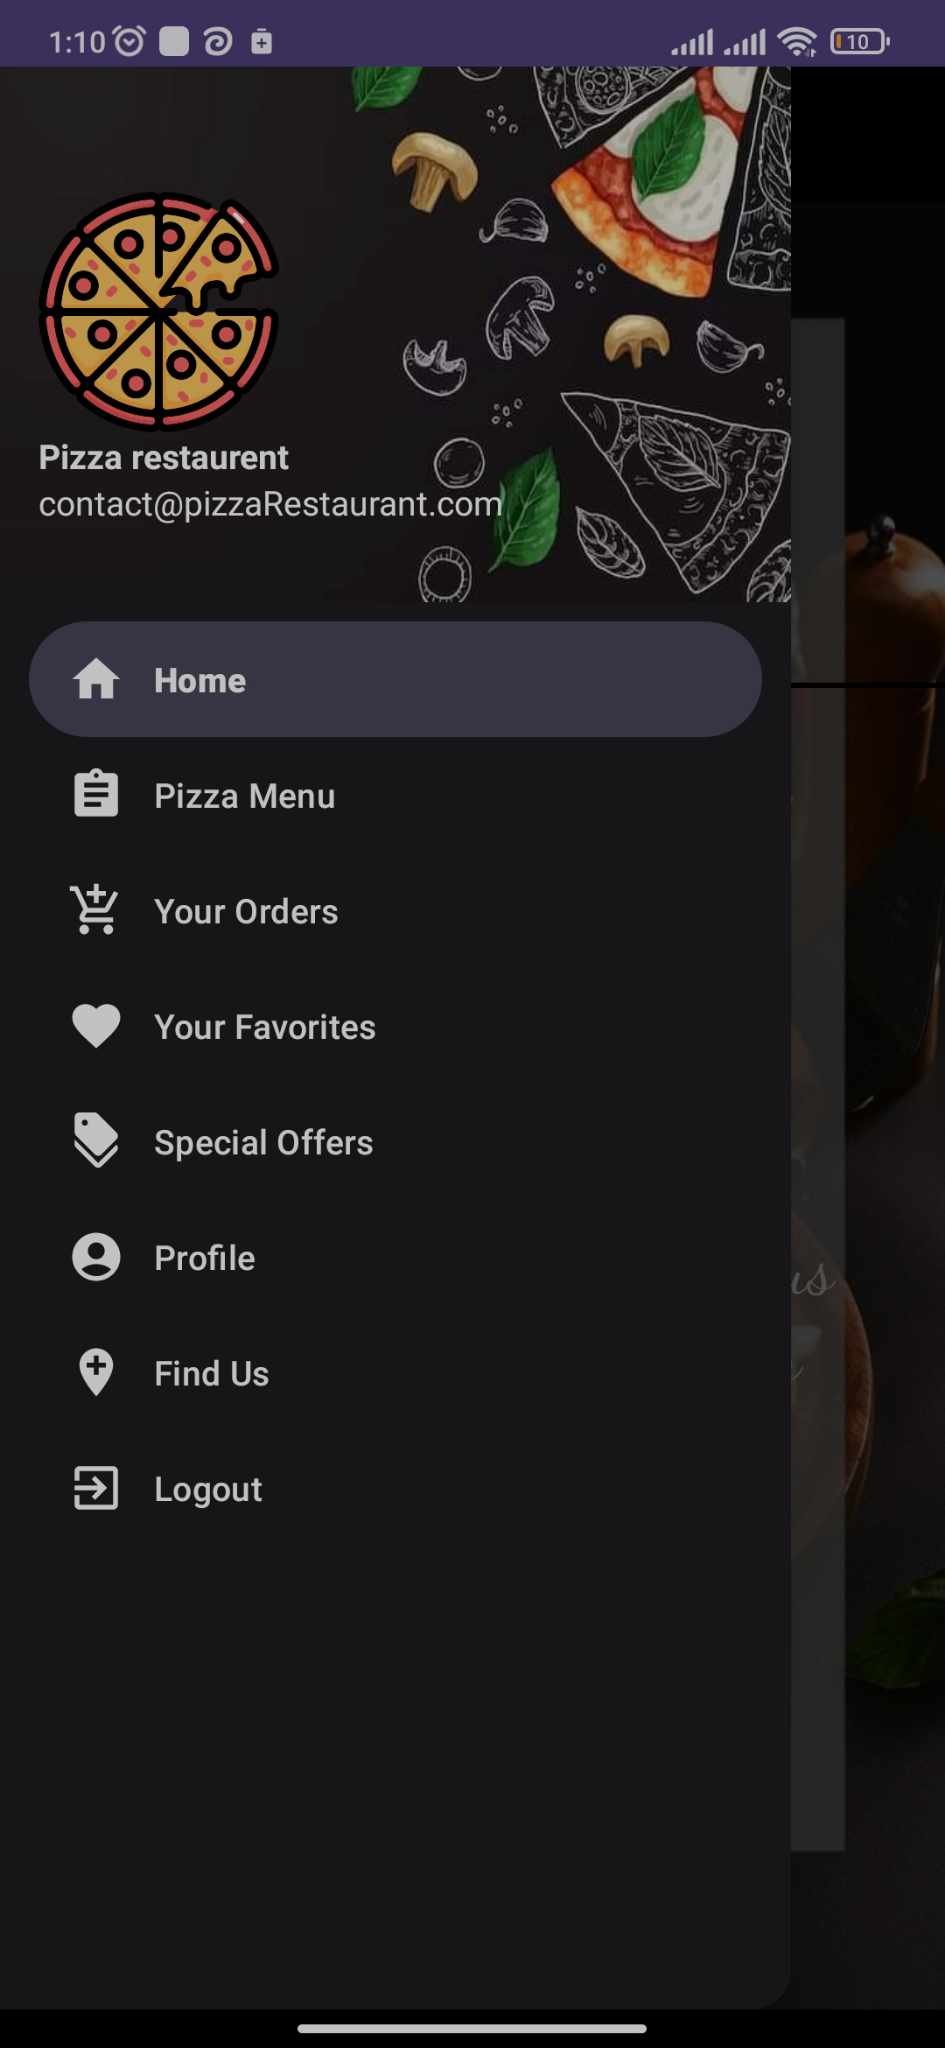 1:10
10
Pizza restaurent
contact@pizzaRestaurant.com
Home
Pizza Menu
Your Orders
Your Favorites
Special Offers
Profile
Find Us
Logout
us